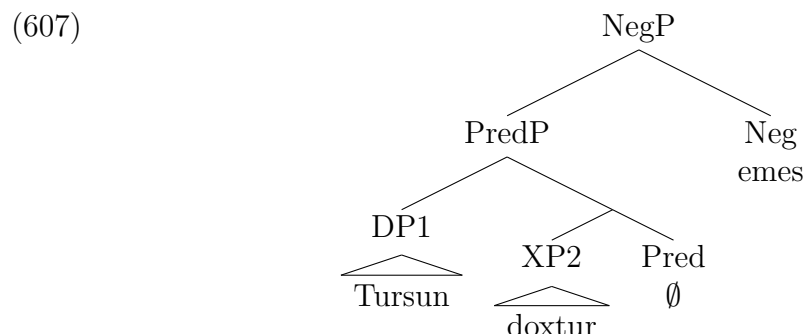 (607)
NegP
PredP Neg
emes
DP1
XP2 Pred
Tursun ∅
doxtur